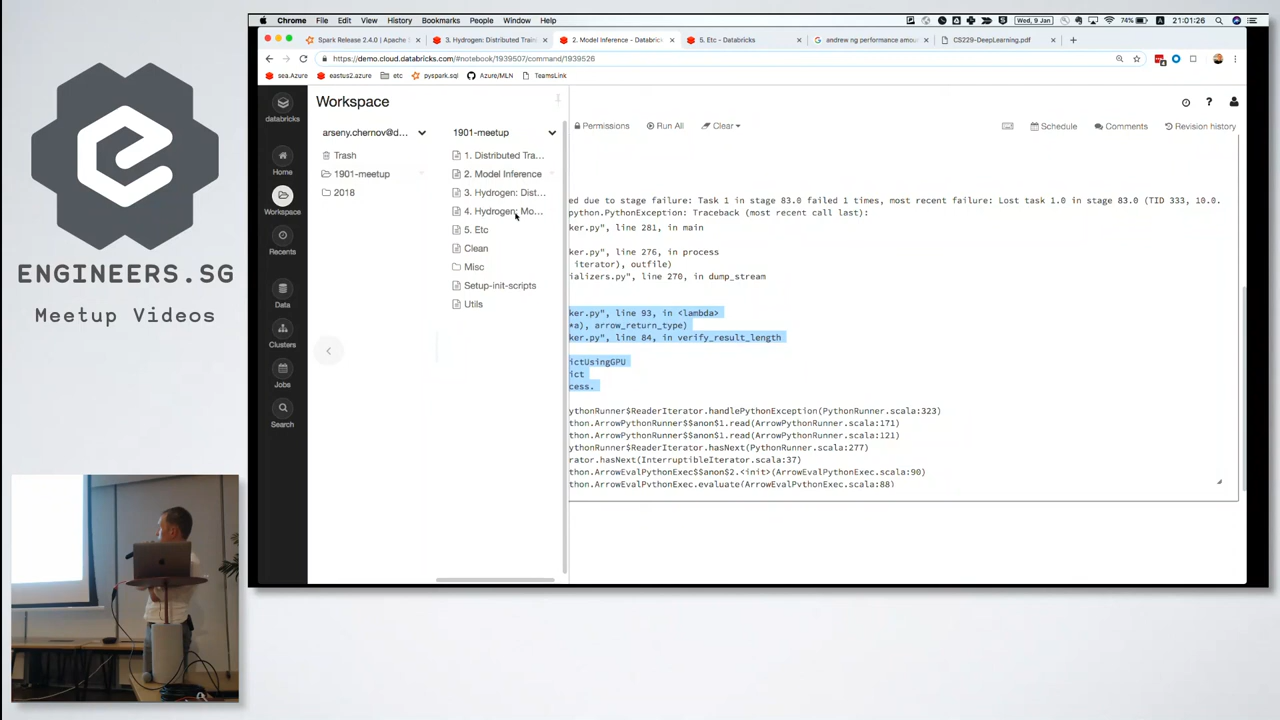 ENGINEERS.SG
Meetup Videos
Chrome File Edit View History Bookmarks People Window Help
74% Wed, 9 Jan 21:01:26
Spark Release 2.4.0 | Apache
3. Hydrogen: Distributed Train
2. Model Inference - Databric
5. Etc - Databricks
andrew ng performance amou
CS229-DeepLearning.pdf
https://demo.cloud.databricks.com/#notebook/1939507/command/1939526
sea.Azure eastus2.azure etc pyspark.sql Azure/MLN TeamsLink
databricks
Home
Workspace
Recents
Data
Clusters
Jobs
Search
Workspace
arseny.chernov@d...
Trash
1901-meetup
2018
1901-meetup
1. Distributed Tra...
2. Model Inference
3. Hydrogen: Dist...
4. Hydrogen: Mo...
5. Etc
Clean
Misc
Setup-init-scripts
Utils
Permissions Run All Clear Schedule Comments Revision history
ed due to stage failure: Task 1 in stage 83.0 failed 1 times, most recent failure: Lost task 1.0 in stage 83.0 (TID 333, 10.0.
python.PythonException: Traceback (most recent call last):
ker.py", line 281, in main
ker.py", line 276, in process
iterator), outfile)
ializers.py", line 270, in dump_stream
ker.py", line 93, in <lambda>
*a), arrow_return_type)
ker.py", line 84, in verify_result_length
ictUsingGPU
ict
cess.
ythonRunner$ReaderIterator.handlePythonException(PythonRunner.scala:323)
thon.ArrowPythonRunner$$anon$1.read(ArrowPythonRunner.scala:171)
thon.ArrowPythonRunner$$anon$1.read(ArrowPythonRunner.scala:121)
ythonRunner$ReaderIterator.hasNext(PythonRunner.scala:277)
rator.hasNext(InterruptibleIterator.scala:37)
thon.ArrowEvalPythonExec$$anon$2.<init>(ArrowEvalPythonExec.scala:90)
thon.ArrowEvalPythonExec.evaluate(ArrowEvalPythonExec.scala:88)